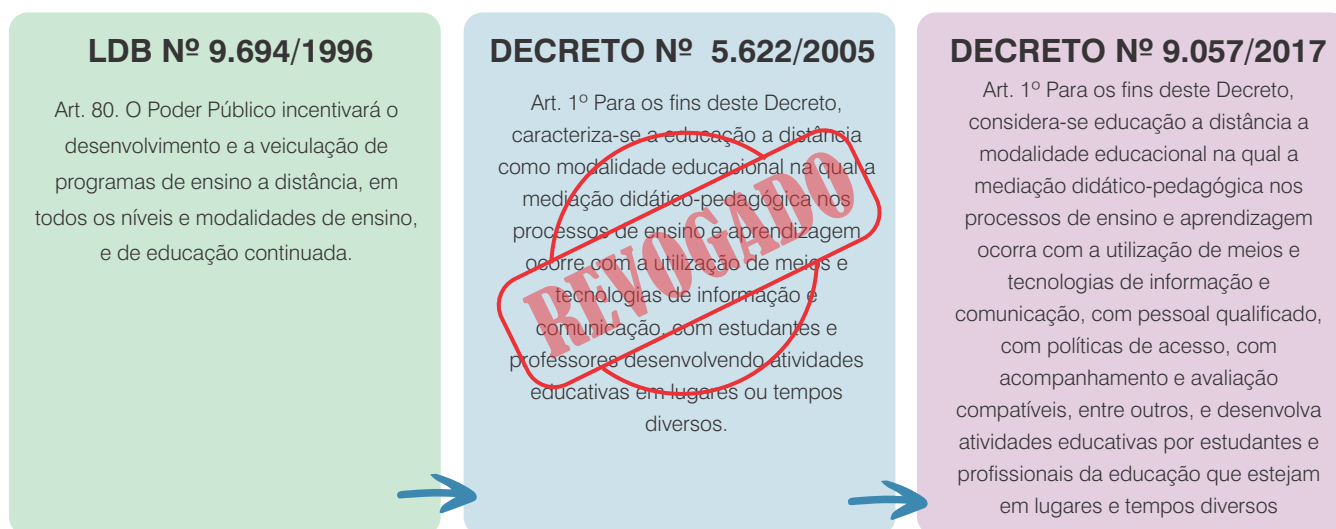 LDB Nº 9.694/1996
Art. 80. O Poder Público incentivará o
desenvolvimento e a veiculação de
programas de ensino a distância, em
todos os níveis e modalidades de ensino,
e de educação continuada.
DECRETO Nº 5.622/2005
Art. 1º Para os fins deste Decreto,
caracteriza-se a educação a distância
como modalidade educacional na qual a
mediação didático-pedagógica nos
processos de ensino e aprendizagem
ocorre com a utilização de meios e
tecnologias de informação e
comunicação, com estudantes e
professores desenvolvendo atividades
educativas em lugares ou tempos
diversos.
REVOGADO
DECRETO Nº 9.057/2017
Art. 1º Para os fins deste Decreto,
considera-se educação a distância a
modalidade educacional na qual a
mediação didático-pedagógica nos
processos de ensino e aprendizagem
ocorra com a utilização de meios e
tecnologias de informação e
comunicação, com pessoal qualificado,
com políticas de acesso, com
acompanhamento e avaliação
compatíveis, entre outros, e desenvolva
atividades educativas por estudantes e
profissionais da educação que estejam
em lugares e tempos diversos